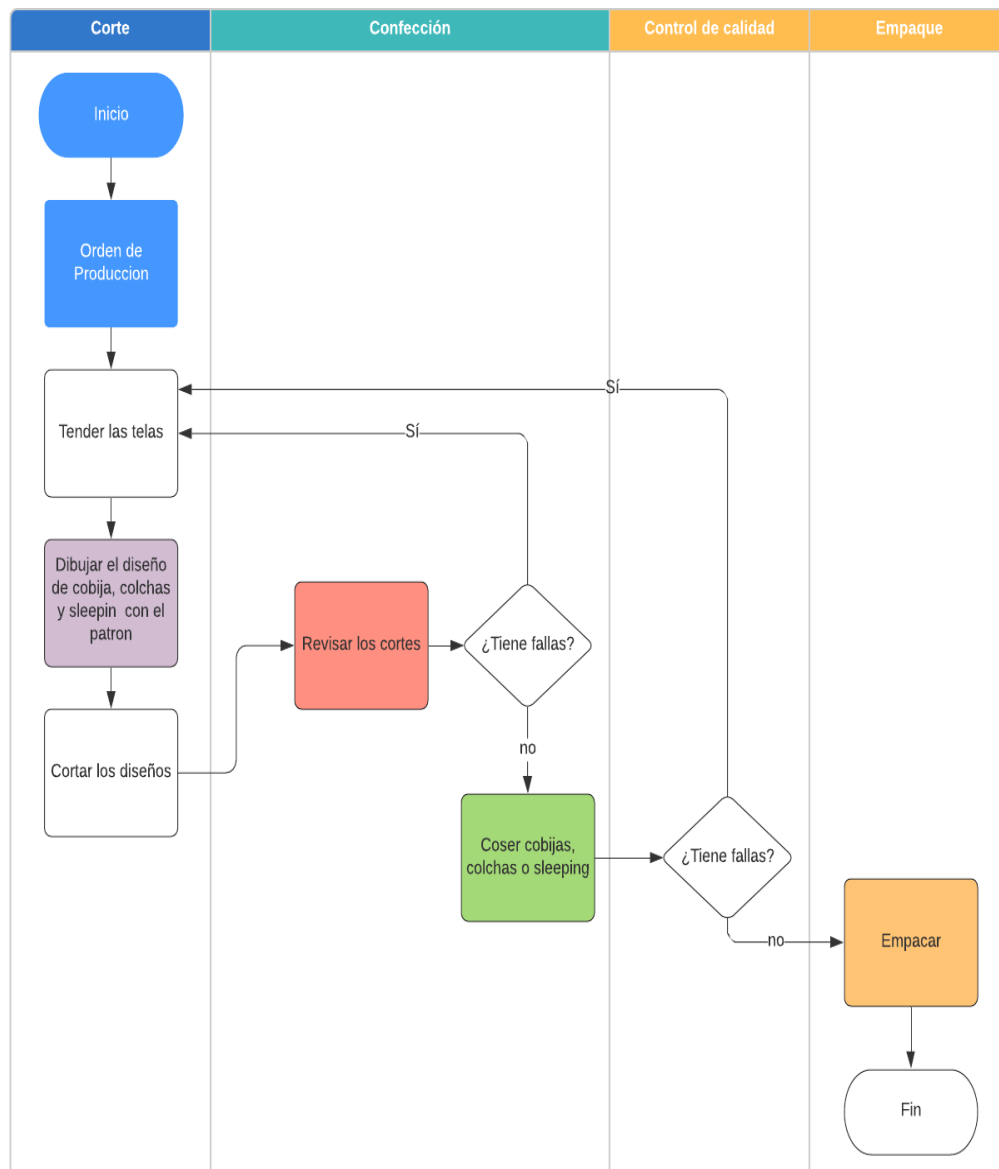 Corte
Confección
Control de calidad
Empaque
Inicio
Orden de
Produccion
Tender las telas
Sí
Sí
Dibujar el diseño
de cobija, colchas
y sleepin con el
patron
Revisar los cortes
¿Tiene fallas?
Cortar los diseños
no
Coser cobijas,
colchas o sleeping
¿Tiene fallas?
no
Empacar
Fin